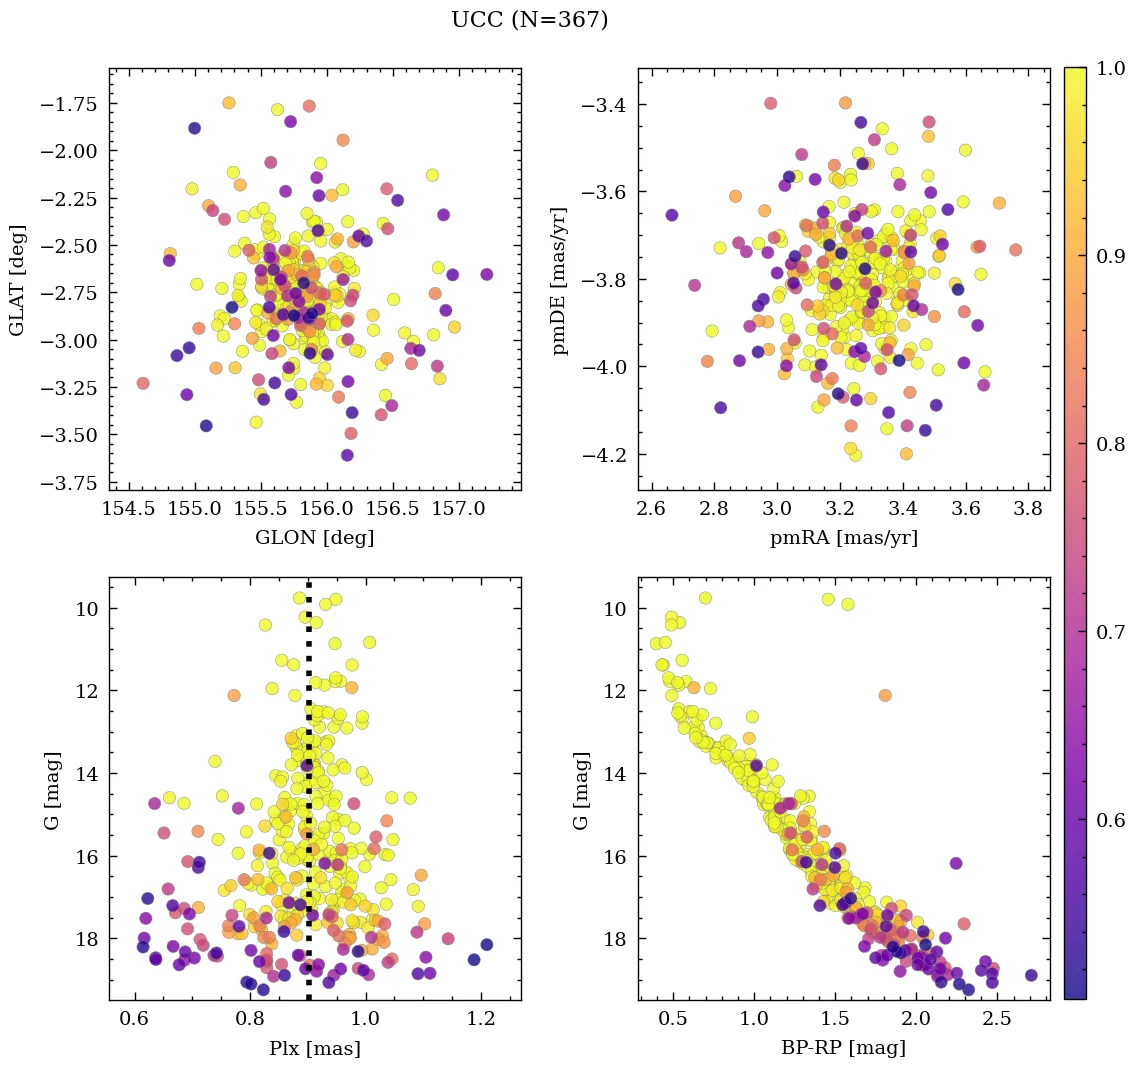 UCC (N=367)
−1.75
−2.00
−2.25
−2.50
−2.75
−3.00
−3.25
−3.50
−3.75
GLAT [deg]
154.5 155.0 155.5 156.0 156.5 157.0
GLON [deg]
−3.4
−3.6
−3.8
−4.0
−4.2
pmDE [mas/yr]
2.6 2.8 3.0 3.2 3.4 3.6 3.8
pmRA [mas/yr]
10
12
14
16
18
G [mag]
0.6 0.8 1.0 1.2
Plx [mas]
10
12
14
16
18
G [mag]
0.5 1.0 1.5 2.0 2.5
BP-RP [mag]
1.0
0.9
0.8
0.7
0.6